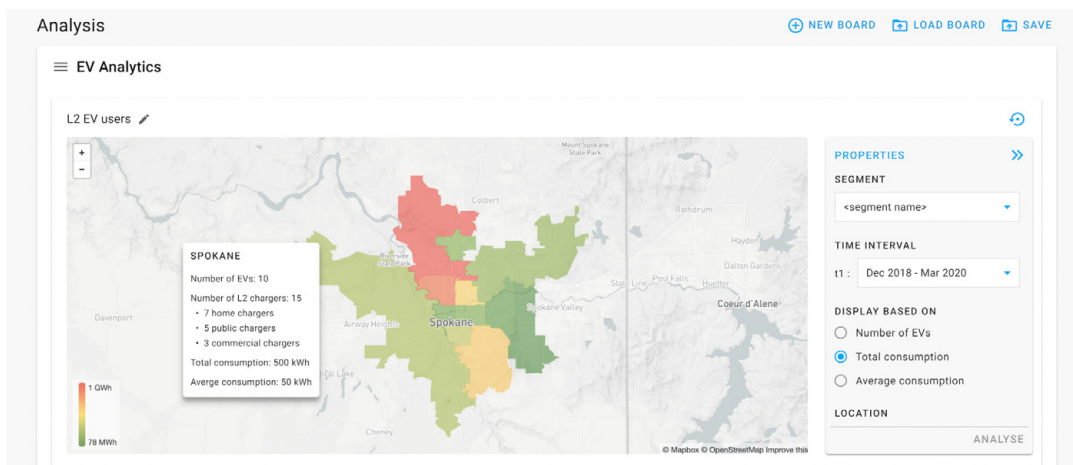 Analysis
NEW BOARD LOAD BOARD SAVE
EV Analytics
L2 EV users
+
-
Mount Spokane
State Park
Colbert
Rathdrum
Riverside
State Park
Hayden
Dalton Gardens
Post Falls
Huetter
State Line
Coeur d'Alene
Spokane Valley
Davenport
Airway Heights
Spokane
Cheney
SPOKANE
Number of EVs: 10
Number of L2 chargers: 15
• 7 home chargers
• 5 public chargers
• 3 commercial chargers
Total consumption: 500 kWh
Averge consumption: 50 kWh
1 GWh
78 MWh
© Mapbox © OpenStreetMap Improve this
PROPERTIES
SEGMENT
<segment name>
TIME INTERVAL
t1 : Dec 2018 - Mar 2020
DISPLAY BASED ON
Number of EVs
Total consumption
Average consumption
LOCATION
ANALYSE